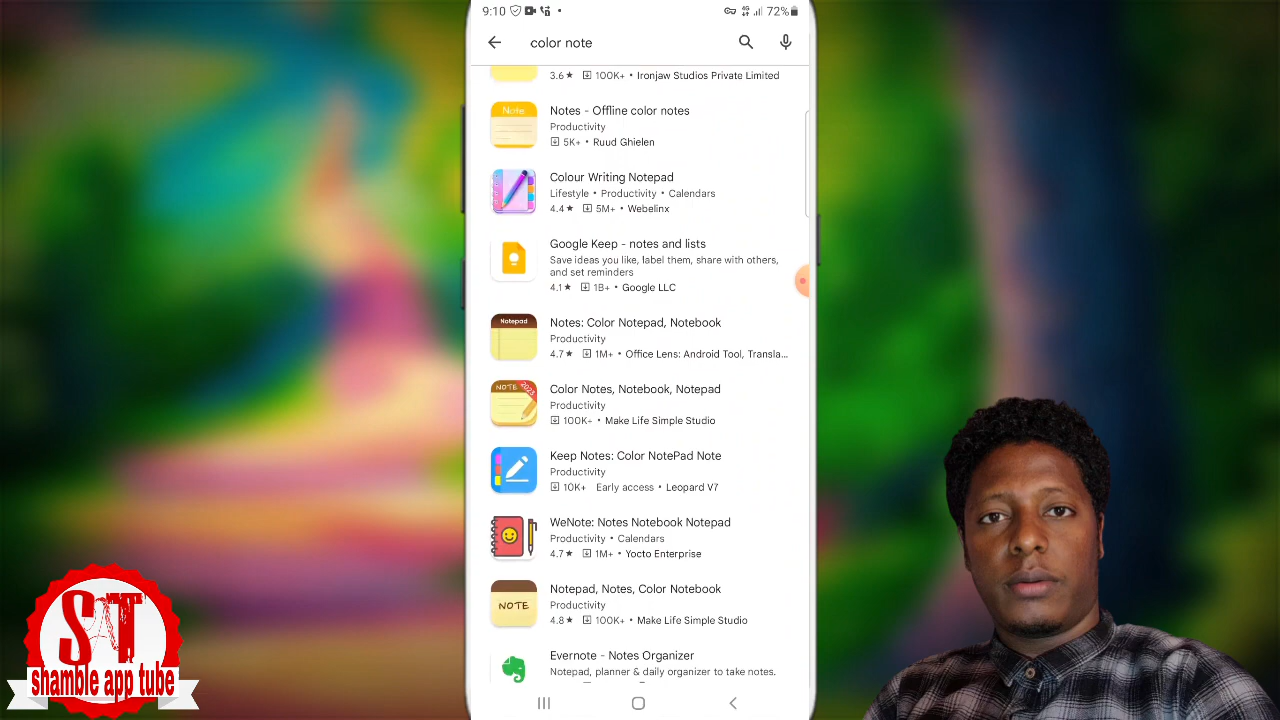 9:10
4G
72%
color note
3.6★ 100K+ • Ironjaw Studios Private Limited
Note
Notes - Offline color notes
Productivity
5K+ • Ruud Ghielen
Colour Writing Notepad
Lifestyle • Productivity • Calendars
4.4★ 5M+ • Webelinx
Google Keep - notes and lists
Save ideas you like, label them, share with others,
and set reminders
4.1★ 1B+ • Google LLC
Notepad
Notes: Color Notepad, Notebook
Productivity
4.7★ 1M+ • Office Lens: Android Tool, Transla...
NOTE 2023
Color Notes, Notebook, Notepad
Productivity
100K+ • Make Life Simple Studio
Keep Notes: Color NotePad Note
Productivity
10K+ Early access • Leopard V7
WeNote: Notes Notebook Notepad
Productivity • Calendars
4.7★ 1M+ • Yocto Enterprise
NOTE
Notepad, Notes, Color Notebook
Productivity
4.8★ 100K+ • Make Life Simple Studio
Evernote - Notes Organizer
Notepad, planner & daily organizer to take notes.
SAT
shamble app tube